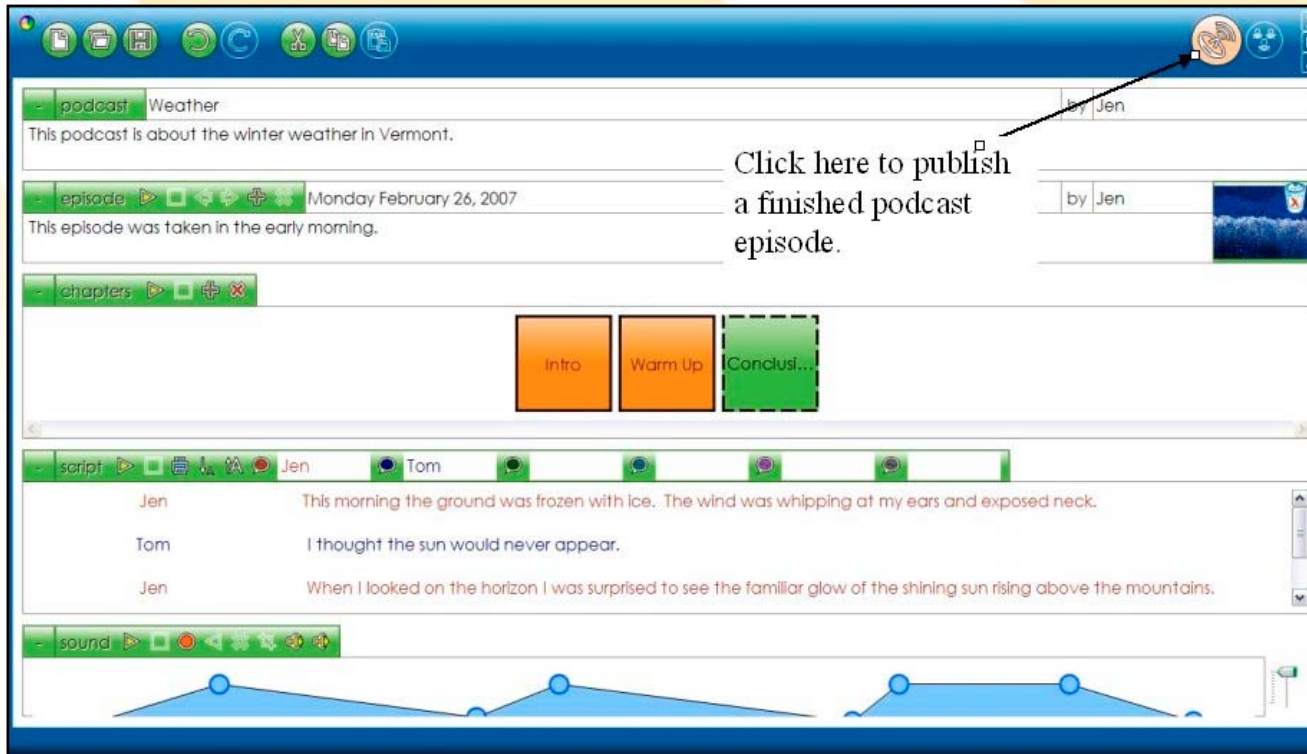 podcast Weather by Jen
This podcast is about the winter weather in Vermont.
Click here to publish
a finished podcast
episode.
episode Monday February 26, 2007 by Jen
This episode was taken in the early morning.
chapters
Intro Warm Up Conclusi...
script Jen Tom
Jen This morning the ground was frozen with ice. The wind was whipping at my ears and exposed neck.
Tom I thought the sun would never appear.
Jen When I looked on the horizon I was surprised to see the familiar glow of the shining sun rising above the mountains.
sound